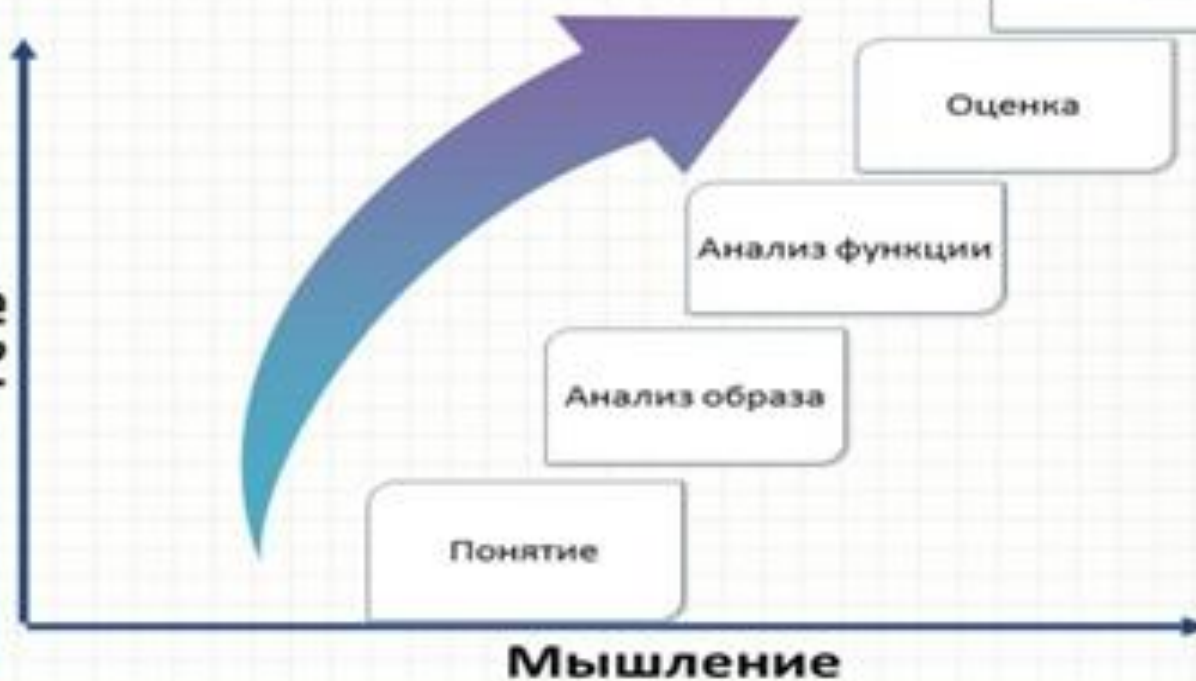 Оценка
Анализ функции
Анализ образа
Понятие
Мышление